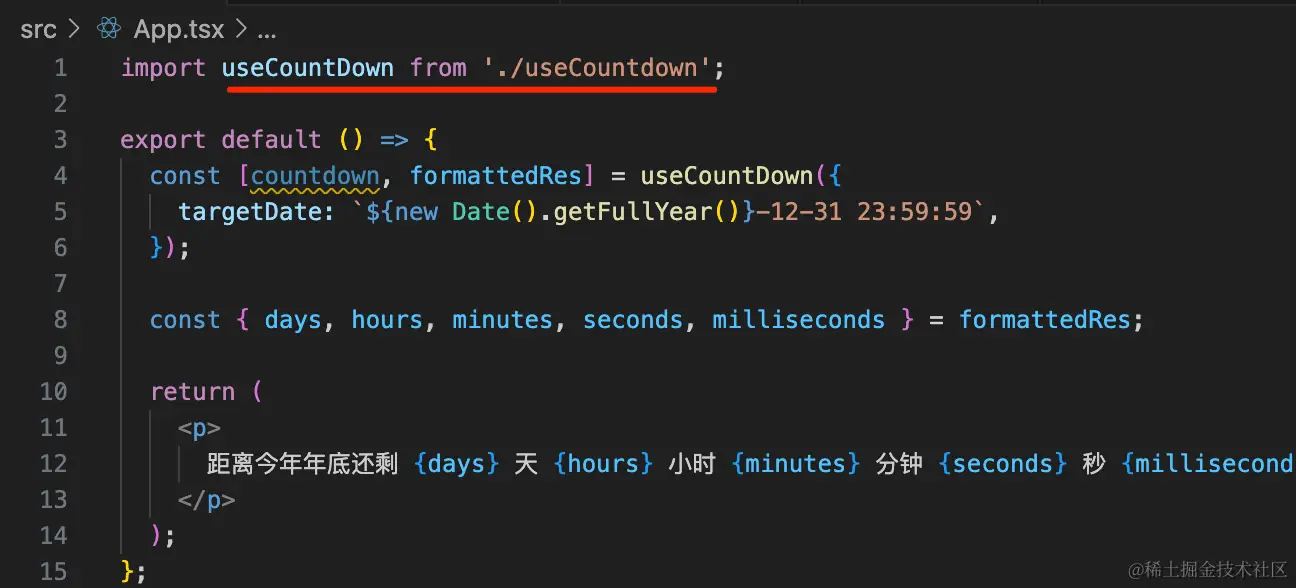 src > App.tsx > ...
1 import useCountDown from './useCountdown';
2
3 export default () => {
4 const [countdown, formattedRes] = useCountDown({
5 targetDate: `${new Date().getFullYear()}-12-31 23:59:59`,
6 });
7
8 const { days, hours, minutes, seconds, milliseconds } = formattedRes;
9
10 return (
11 <p>
12 距离今年年底还剩 {days} 天 {hours} 小时 {minutes} 分钟 {seconds} 秒 {millisecond
13 </p>
14 );
15 };
@稀土掘金技术社区